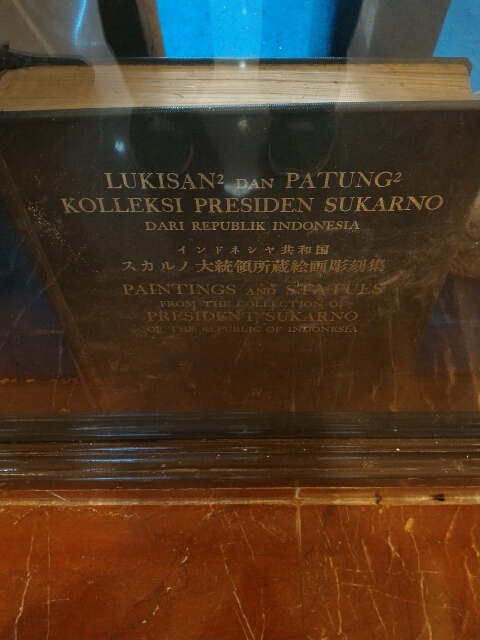 LUKISAN² DAN PATUNG²
KOLLEKSI PRESIDEN SUKARNO
DARI REPUBLIK INDONESIA
インドネシヤ共和国
スカルノ大統領所蔵絵画彫刻集
PAINTINGS AND STATUES
FROM THE COLLECTION OF
PRESIDENT SUKARNO
OF THE REPUBLIC OF INDONESIA
IV